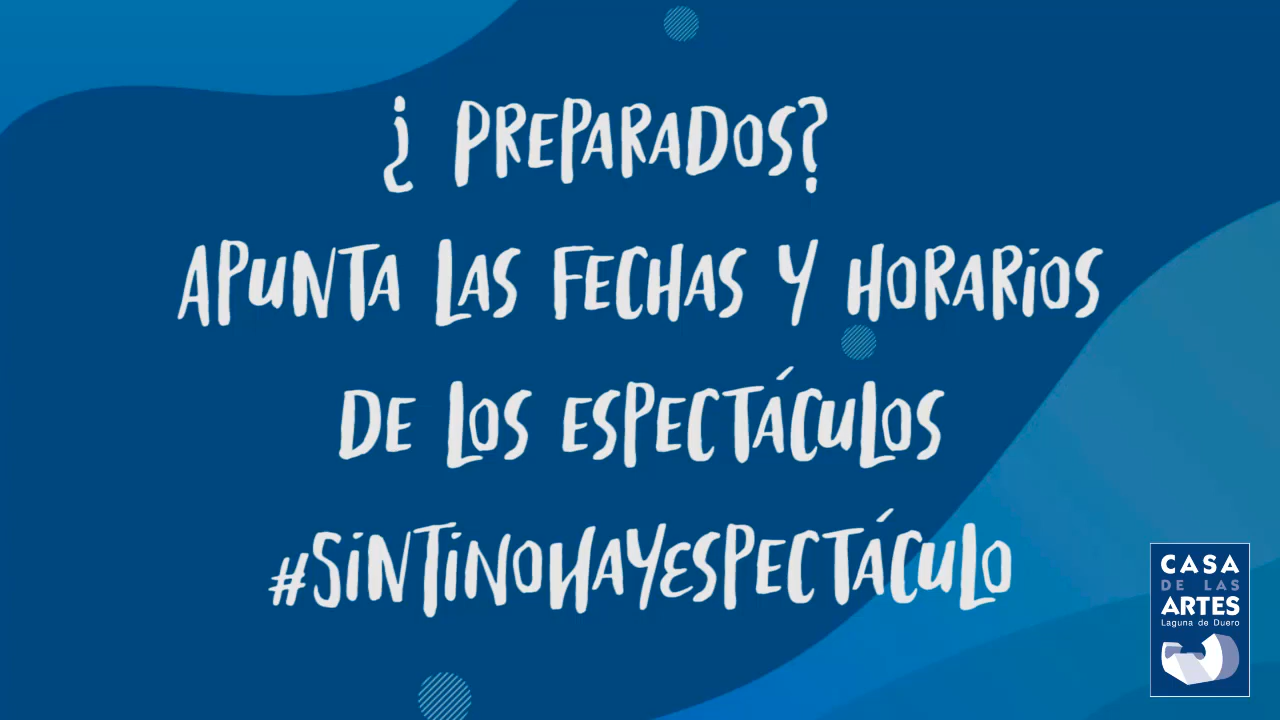 ¿ PREPARADOS?
APUNTA LAS FECHAS Y HORARIOS
DE LOS ESPECTÁCULOS
#SINTINOHAYESPECTÁCULO
CASA
DE LAS
ARTES
Laguna de Duero